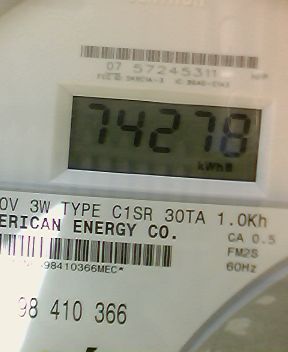 07 57245311
74278
kWh
0V 3W TYPE C1SR 30TA 1.0Kh
ERICAN ENERGY CO.
CA 0.5
FM2S
60Hz
98410366MEC*
98 410 366